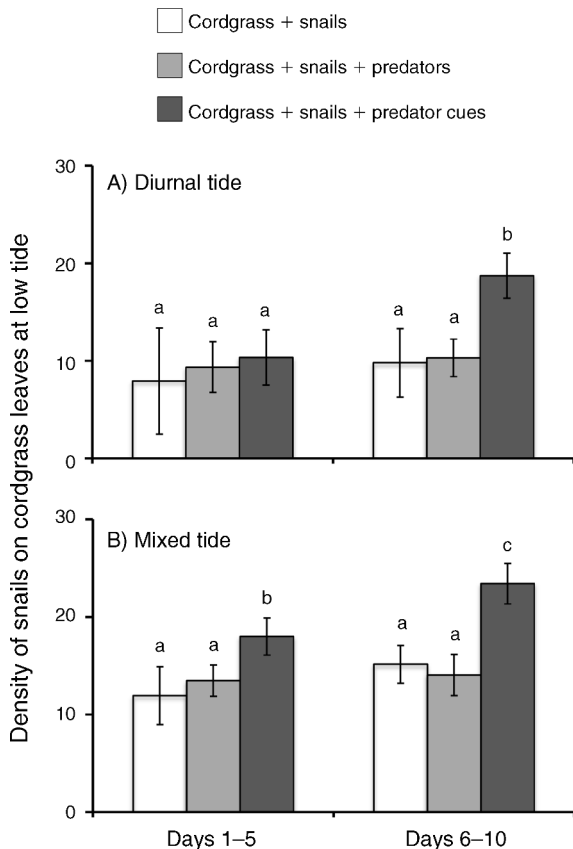 Cordgrass + snails
Cordgrass + snails + predators
Cordgrass + snails + predator cues
Density of snails on cordgrass leaves at low tide
30
A) Diurnal tide
20
10
0
a
a
a
a
a
b
30
B) Mixed tide
20
10
0
a
a
b
a
a
c
Days 1–5
Days 6–10